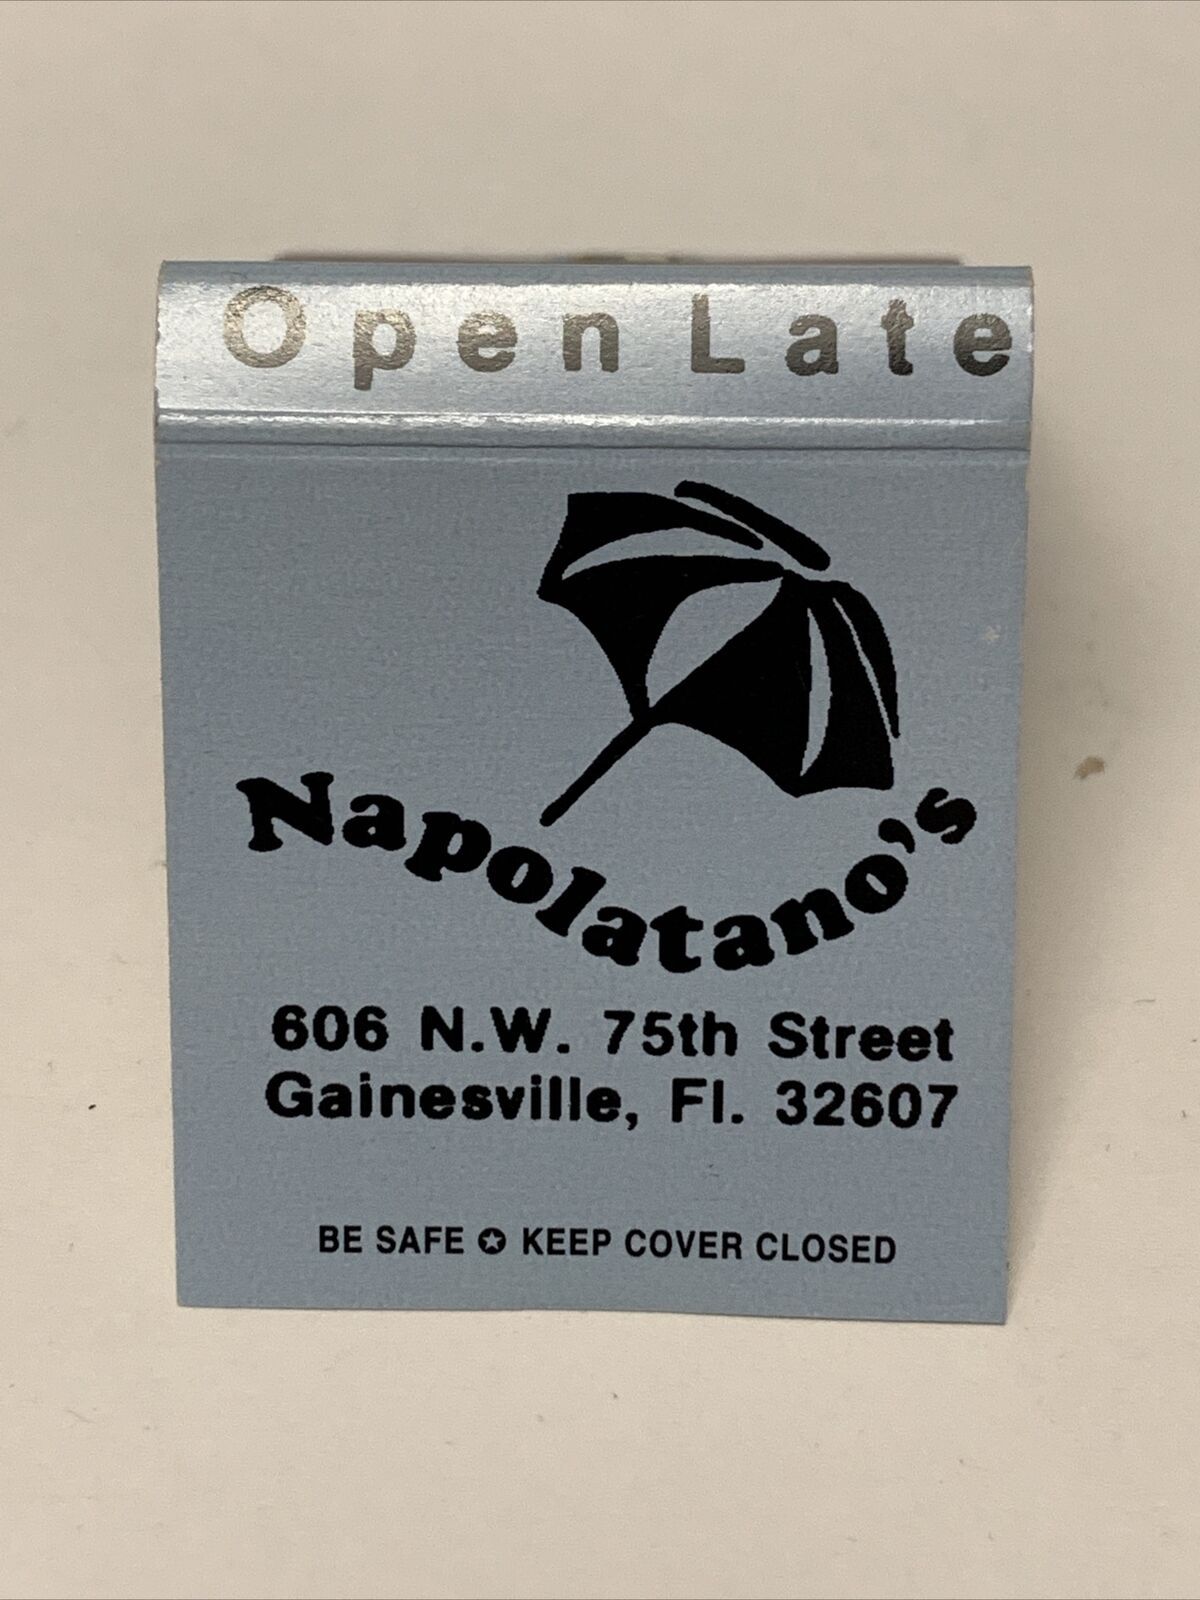 Open Late
Napolatano's
606 N.W. 75th Street
Gainesville, Fl. 32607
BE SAFE ✪ KEEP COVER CLOSED